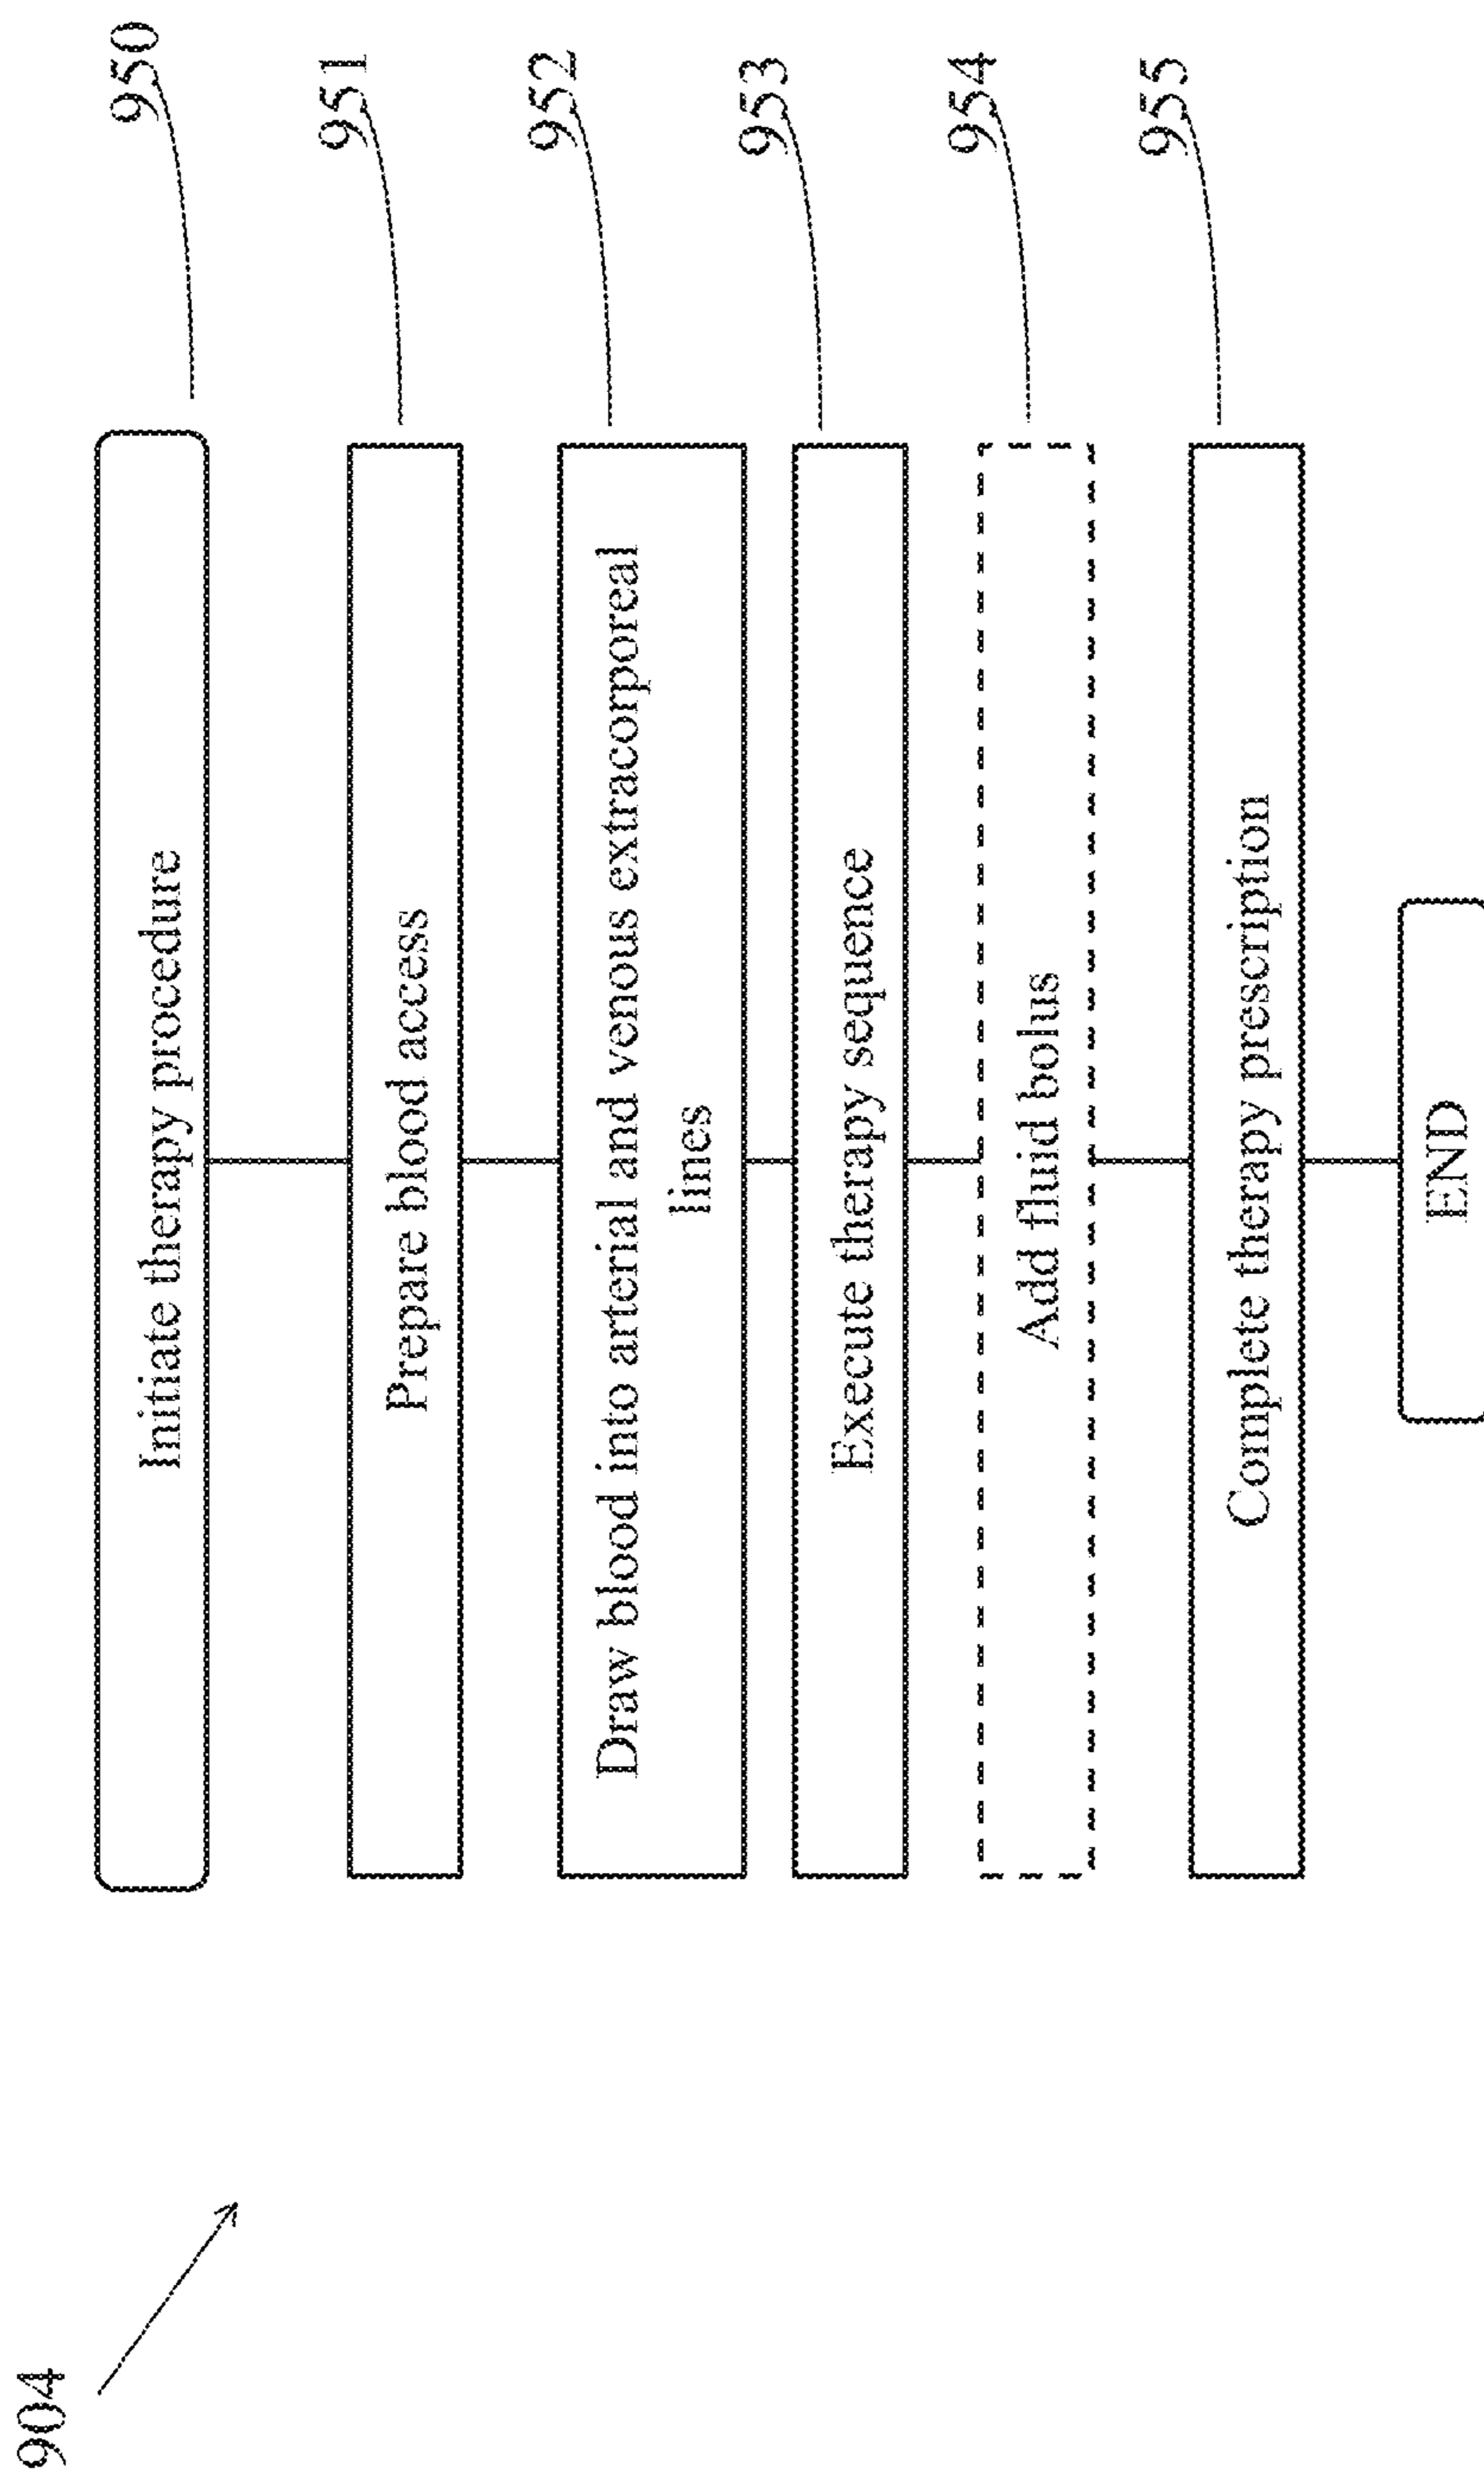 904
Initiate therapy procedure
950
Prepare blood access
951
Draw blood into arterial and venous extracorporeal
lines
952
Execute therapy sequence
953
Add fluid bolus
954
Complete therapy prescription
955
END